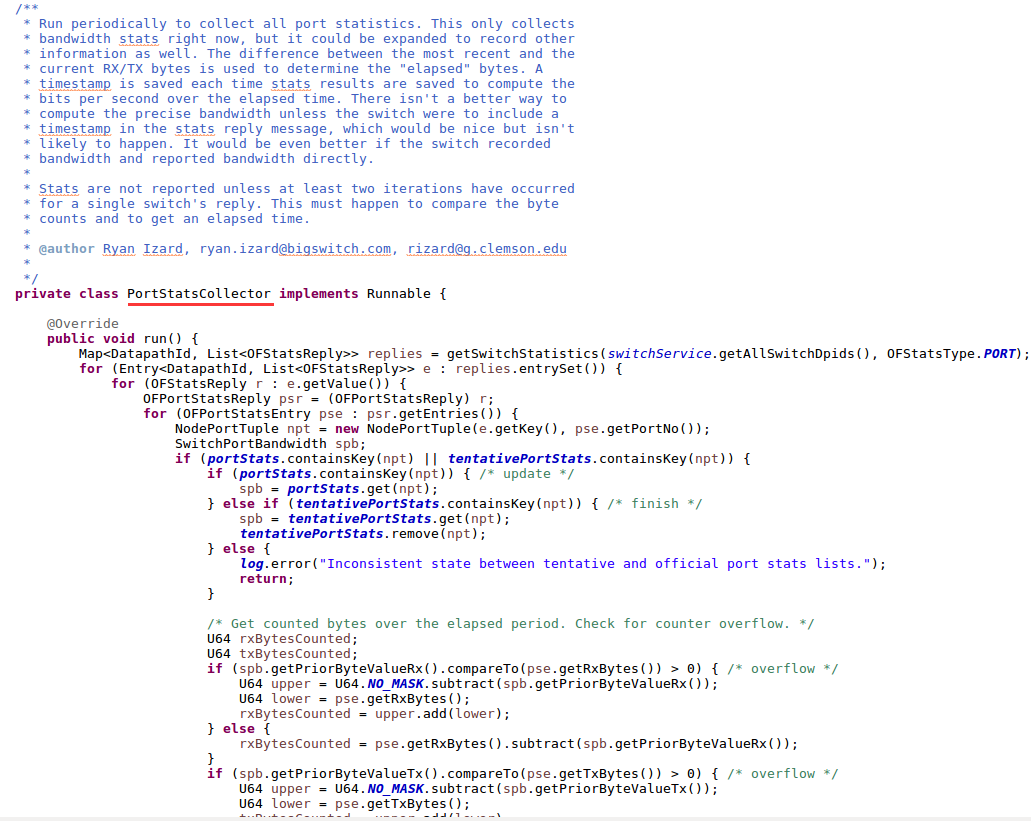 /**
 * Run periodically to collect all port statistics. This only collects
 * bandwidth stats right now, but it could be expanded to record other
 * information as well. The difference between the most recent and the
 * current RX/TX bytes is used to determine the "elapsed" bytes. A
 * timestamp is saved each time stats results are saved to compute the
 * bits per second over the elapsed time. There isn't a better way to
 * compute the precise bandwidth unless the switch were to include a
 * timestamp in the stats reply message, which would be nice but isn't
 * likely to happen. It would be even better if the switch recorded
 * bandwidth and reported bandwidth directly.
 *
 * Stats are not reported unless at least two iterations have occurred
 * for a single switch's reply. This must happen to compare the byte
 * counts and to get an elapsed time.
 *
 * @author Ryan Izard, ryan.izard@bigswitch.com, rizard@g.clemson.edu
 *
 */
private class PortStatsCollector implements Runnable {

    @Override
    public void run() {
        Map<DatapathId, List<OFStatsReply>> replies = getSwitchStatistics(switchService.getAllSwitchDpids(), OFStatsType.PORT);
        for (Entry<DatapathId, List<OFStatsReply>> e : replies.entrySet()) {
            for (OFStatsReply r : e.getValue()) {
                OFPortStatsReply psr = (OFPortStatsReply) r;
                for (OFPortStatsEntry pse : psr.getEntries()) {
                    NodePortTuple npt = new NodePortTuple(e.getKey(), pse.getPortNo());
                    SwitchPortBandwidth spb;
                    if (portStats.containsKey(npt) || tentativePortStats.containsKey(npt)) {
                        if (portStats.containsKey(npt)) { /* update */
                            spb = portStats.get(npt);
                        } else if (tentativePortStats.containsKey(npt)) { /* finish */
                            spb = tentativePortStats.get(npt);
                            tentativePortStats.remove(npt);
                        } else {
                            log.error("Inconsistent state between tentative and official port stats lists.");
                            return;
                        }

                        /* Get counted bytes over the elapsed period. Check for counter overflow. */
                        U64 rxBytesCounted;
                        U64 txBytesCounted;
                        if (spb.getPriorByteValueRx().compareTo(pse.getRxBytes()) > 0) { /* overflow */
                            U64 upper = U64.NO_MASK.subtract(spb.getPriorByteValueRx());
                            U64 lower = pse.getRxBytes();
                            rxBytesCounted = upper.add(lower);
                        } else {
                            rxBytesCounted = pse.getRxBytes().subtract(spb.getPriorByteValueRx());
                        }
                        if (spb.getPriorByteValueTx().compareTo(pse.getTxBytes()) > 0) { /* overflow */
                            U64 upper = U64.NO_MASK.subtract(spb.getPriorByteValueTx());
                            U64 lower = pse.getTxBytes();